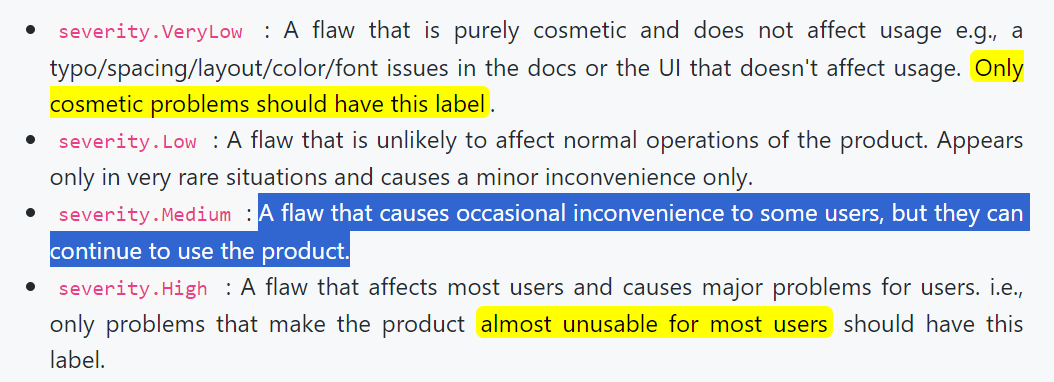 severity.VeryLow : A flaw that is purely cosmetic and does not affect usage e.g., a
typo/spacing/layout/color/font issues in the docs or the UI that doesn't affect usage. Only
cosmetic problems should have this label.
severity.Low : A flaw that is unlikely to affect normal operations of the product. Appears
only in very rare situations and causes a minor inconvenience only.
severity.Medium : A flaw that causes occasional inconvenience to some users, but they can
continue to use the product.
severity.High : A flaw that affects most users and causes major problems for users. i.e.,
only problems that make the product almost unusable for most users should have this
label.